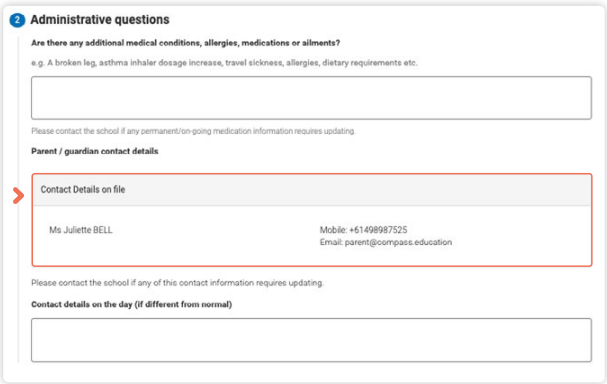 2 Administrative questions
Are there any additional medical conditions, allergies, medications or ailments?
e.g. A broken leg, asthma inhaler dosage increase, travel sickness, allergies, dietary requirements etc.
Please contact the school if any permanent/on-going medication information requires updating.
Parent / guardian contact details
Contact Details on file
Ms Juliette BELL
Mobile: +61498987525
Email: parent@compass.education
Please contact the school if any of this contact information requires updating.
Contact details on the day (if different from normal)